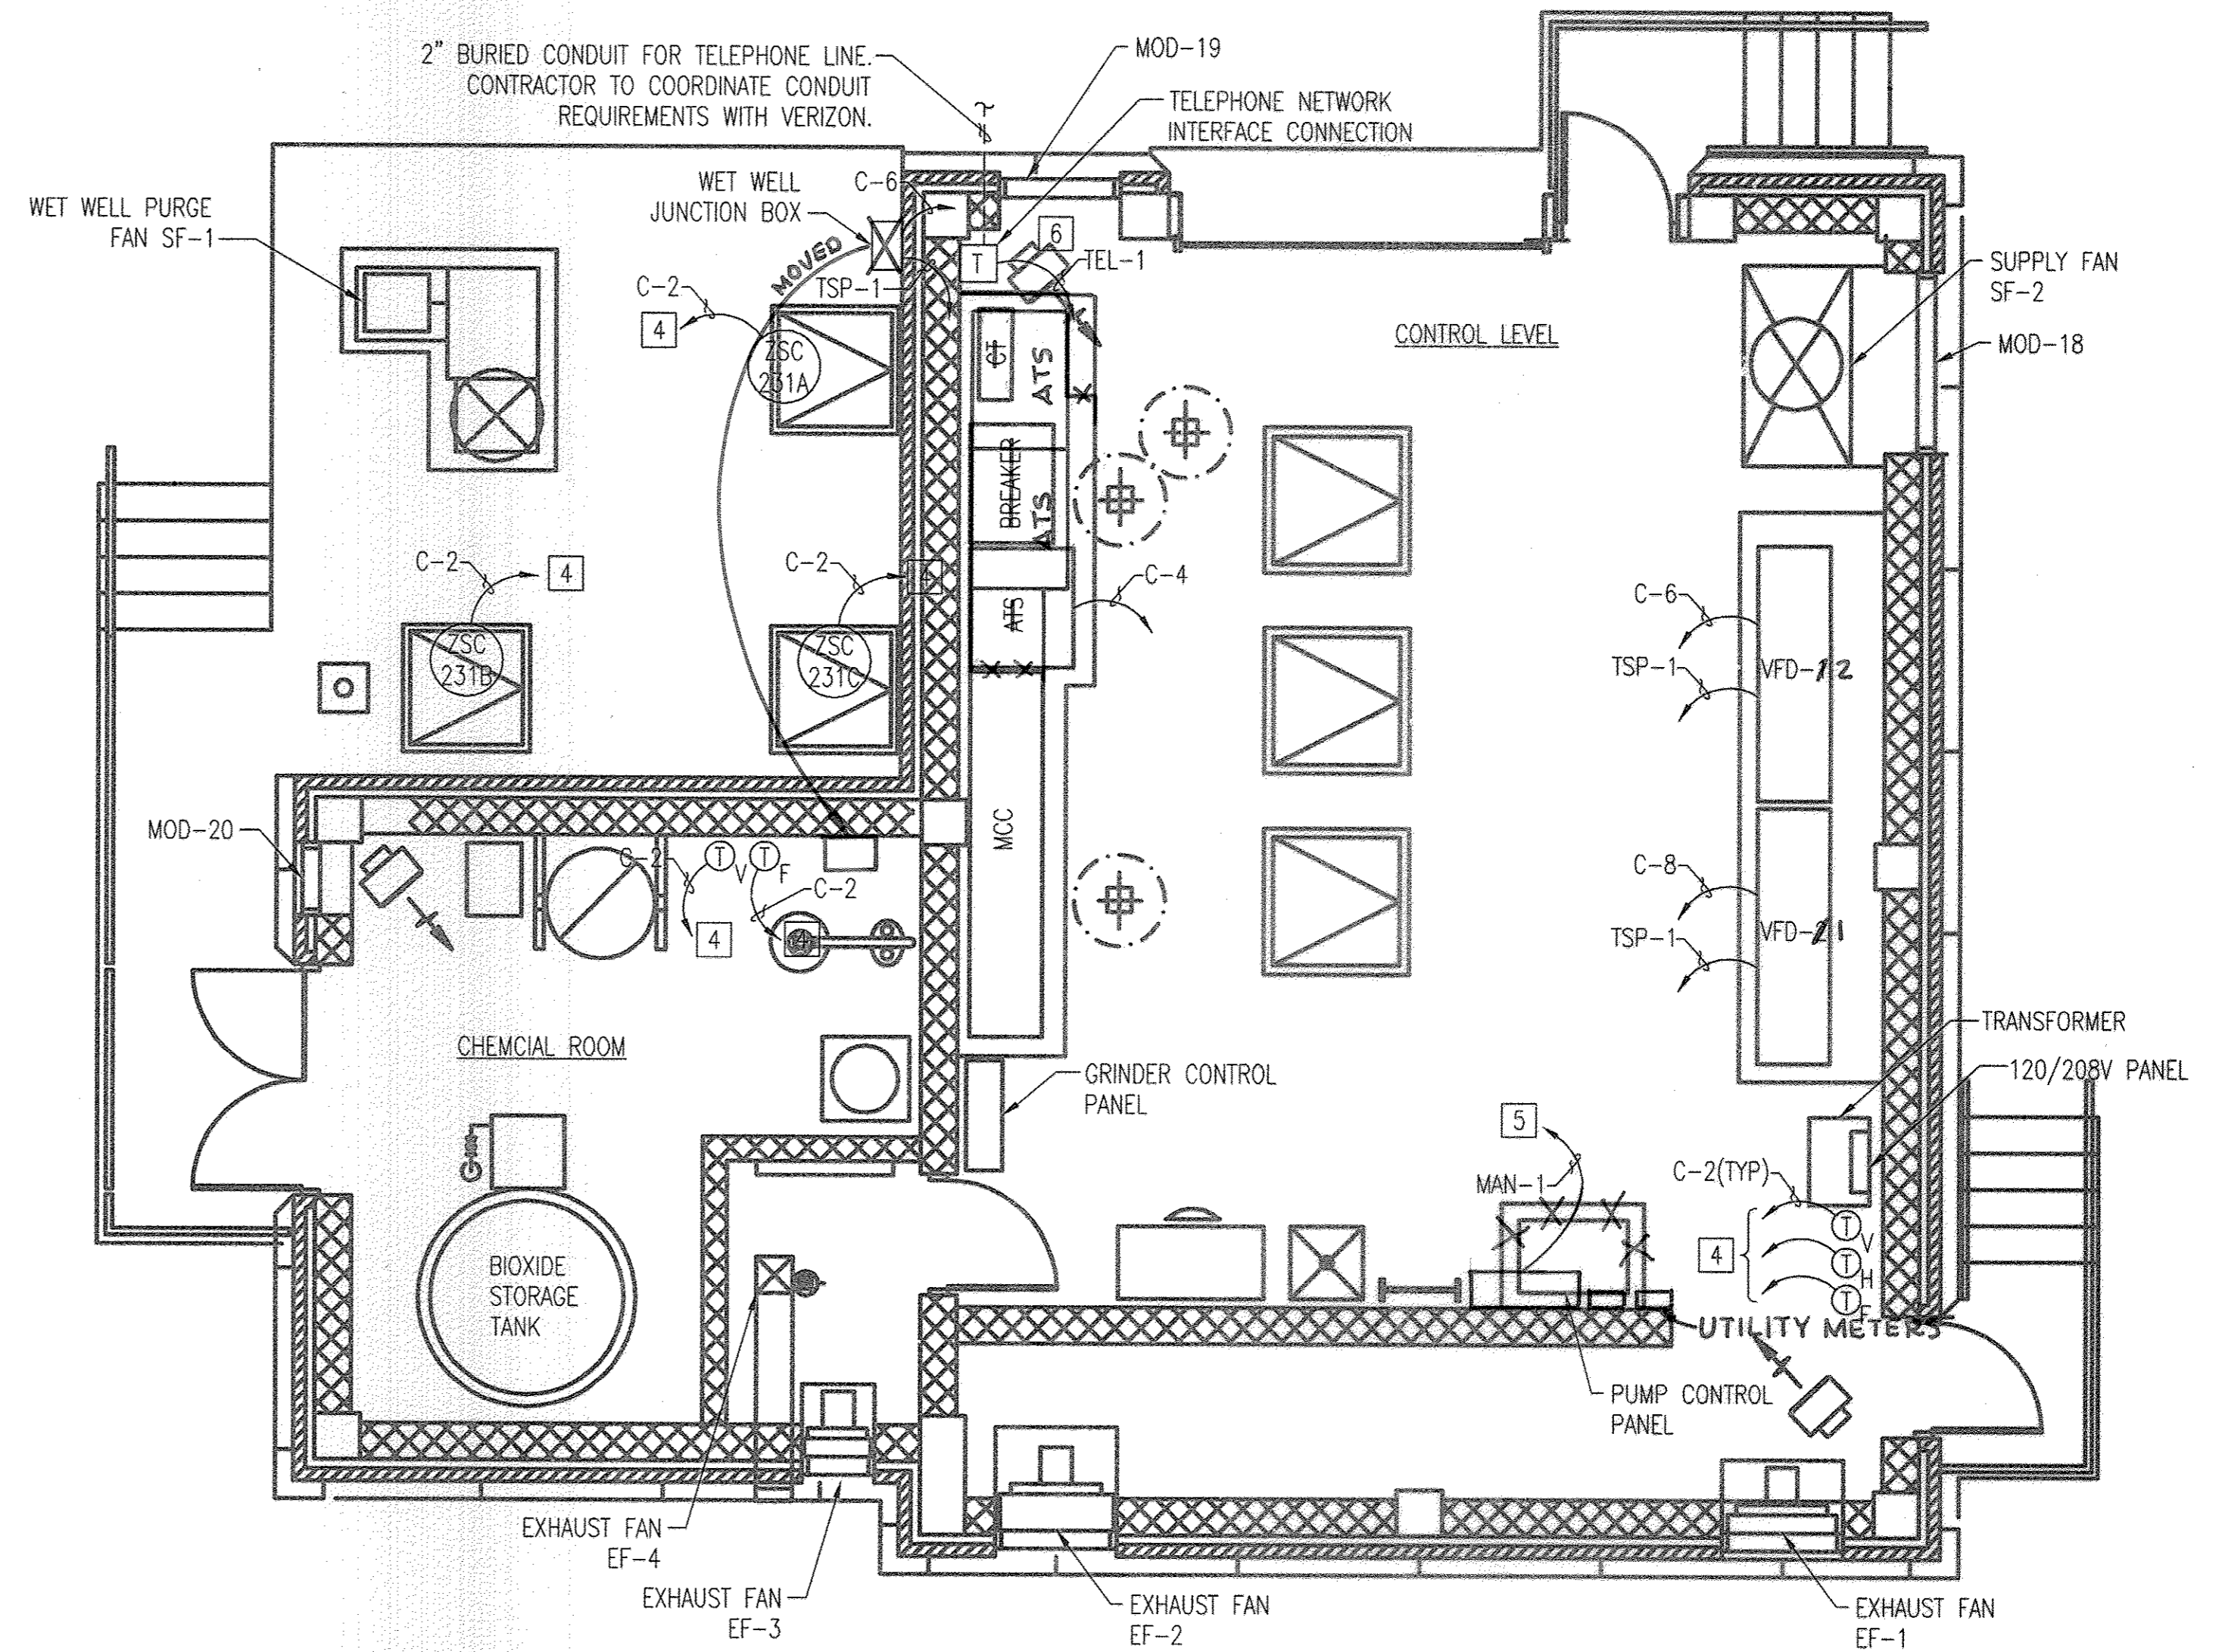 2" BURIED CONDUIT FOR TELEPHONE LINE.
CONTRACTOR TO COORDINATE CONDUIT
REQUIREMENTS WITH VERIZON.
MOD-19
TELEPHONE NETWORK
INTERFACE CONNECTION
WET WELL
JUNCTION BOX
C-6
WET WELL PURGE
FAN SF-1
MOVED
TSP-1
T
6
TEL-1
C-2
4
ZSC
231A
CT
ATS
CONTROL LEVEL
SUPPLY FAN
SF-2
MOD-18
BREAKER
ATS
C-2
4
C-2
4
C-4
ATS
ZSC
231B
ZSC
231C
C-6
TSP-1
VFD-12
MCC
MOD-20
C-2
T
V
T
F
C-2
4
4
C-8
TSP-1
VFD-21
CHEMCIAL ROOM
TRANSFORMER
120/208V PANEL
GRINDER CONTROL
PANEL
5
MAN-1
C-2(TYP)
4
T
V
T
H
T
F
BIOXIDE
STORAGE
TANK
UTILITY METERS
PUMP CONTROL
PANEL
EXHAUST FAN
EF-4
EXHAUST FAN
EF-3
EXHAUST FAN
EF-2
EXHAUST FAN
EF-1